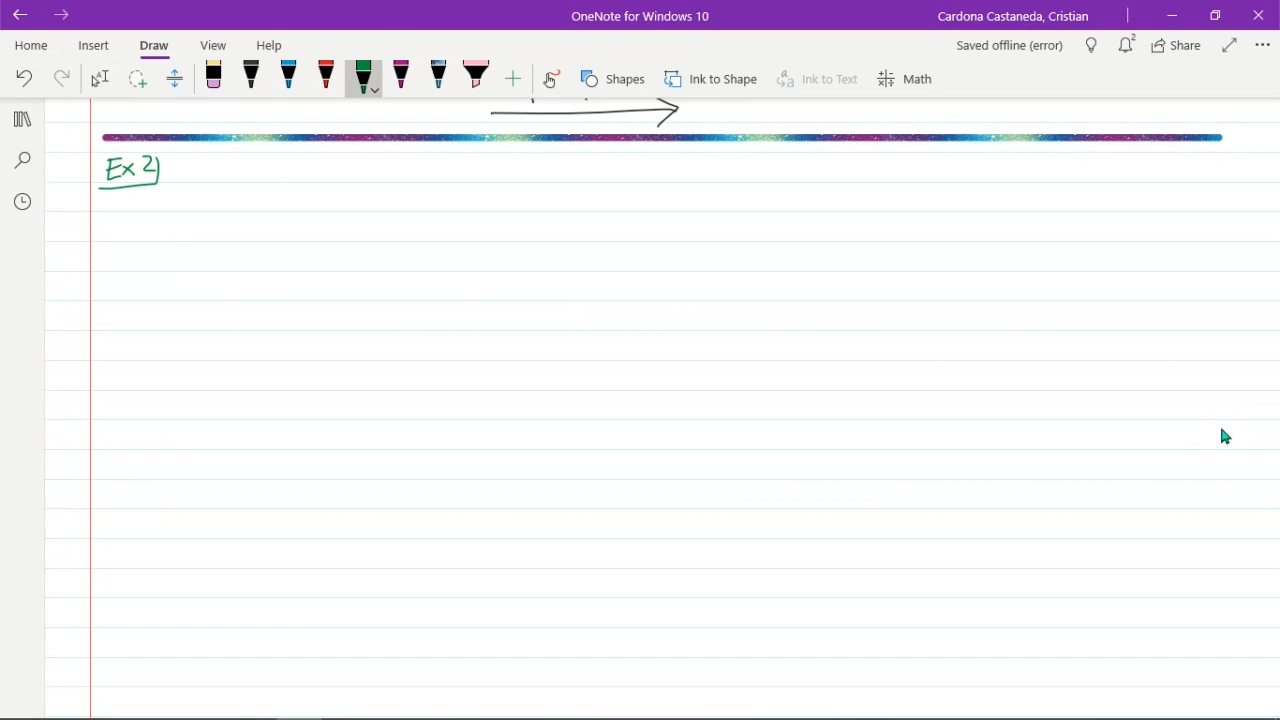 OneNote for Windows 10
Cardona Castaneda, Cristian
Home Insert Draw View Help
Saved offline (error) 2 Share
Shapes Ink to Shape Ink to Text Math
Ex 2)